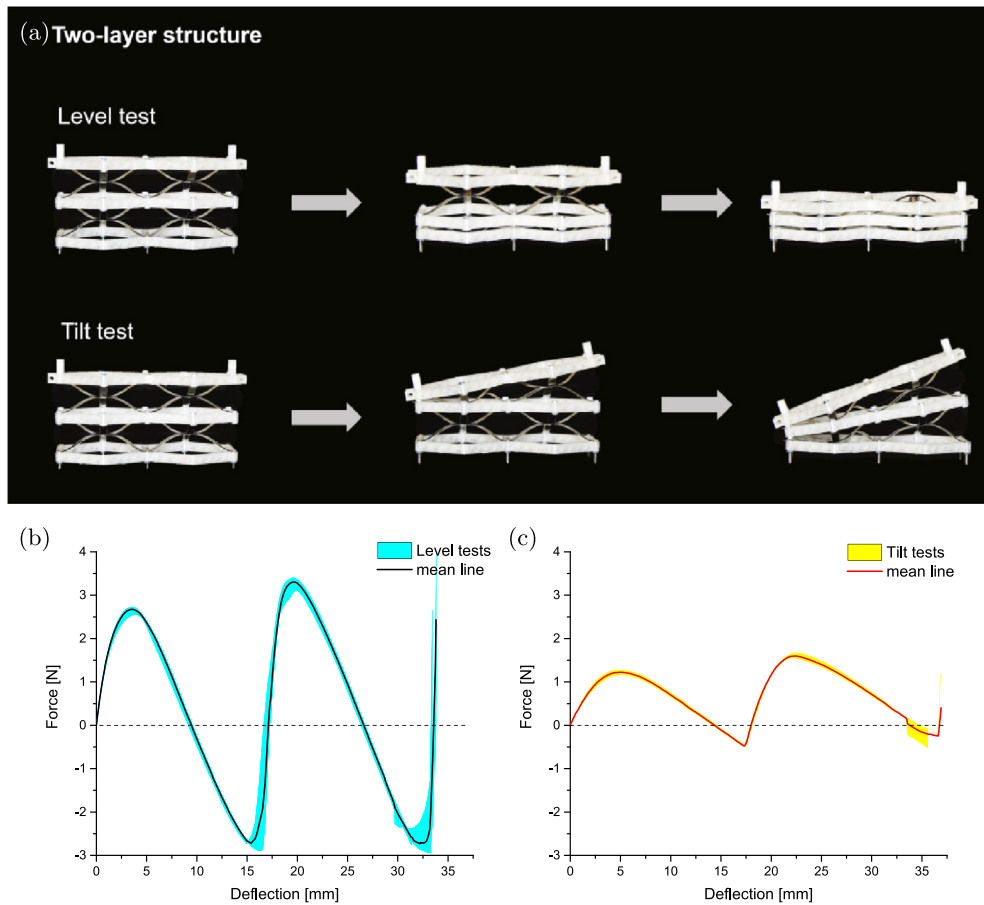 (a) Two-layer structure
Level test
Tilt test
(b)
Level tests
mean line
4
3
2
1
0
-1
-2
-3
Force [N]
0 5 10 15 20 25 30 35
Deflection [mm]
(c)
Tilt tests
mean line
4
3
2
1
0
-1
-2
-3
Force [N]
0 5 10 15 20 25 30 35
Deflection [mm]